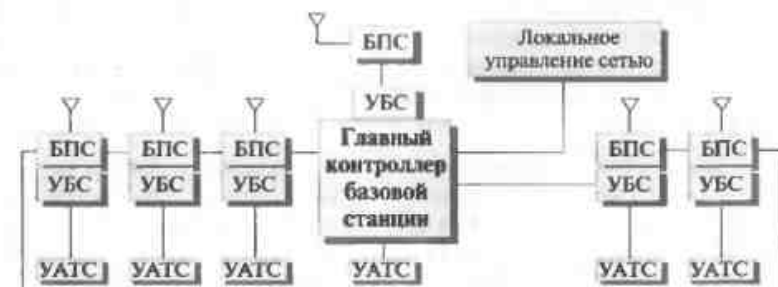 БПС
Локальное
управление сетью
УБС
БПС
БПС
БПС
Главный
контроллер
базовой
станции
БПС
БПС
УБС
УБС
УБС
УБС
УБС
УАТС
УАТС
УАТС
УАТС
УАТС
УАТС